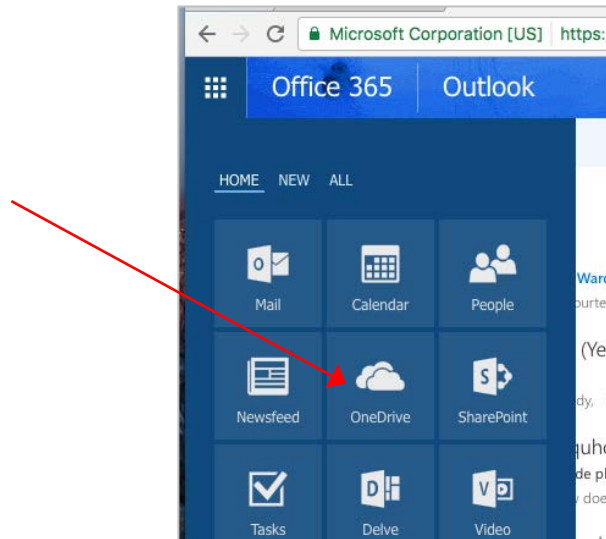 Microsoft Corporation [US] https:
Office 365 Outlook
HOME NEW ALL
Mail Calendar People
Newsfeed OneDrive SharePoint
Tasks Delve Video
Ward
ourte
(Ye
dy,
quho
de pl
doe